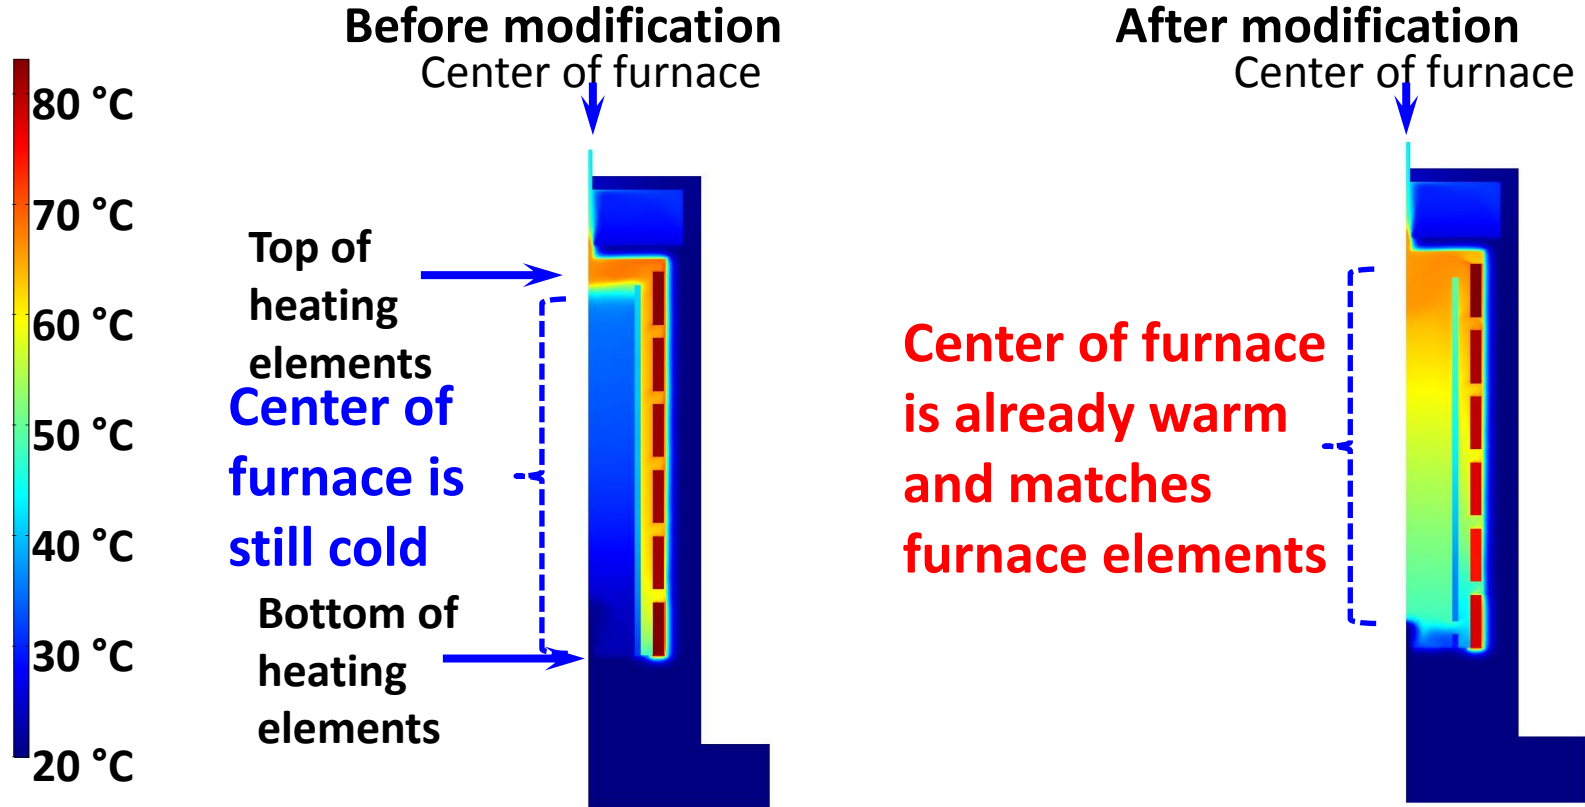 Before modification
Center of furnace
After modification
Center of furnace
80 °C
70 °C
60 °C
50 °C
40 °C
30 °C
20 °C
Top of
heating
elements
Center of
furnace is
still cold
Bottom of
heating
elements
Center of furnace
is already warm
and matches
furnace elements